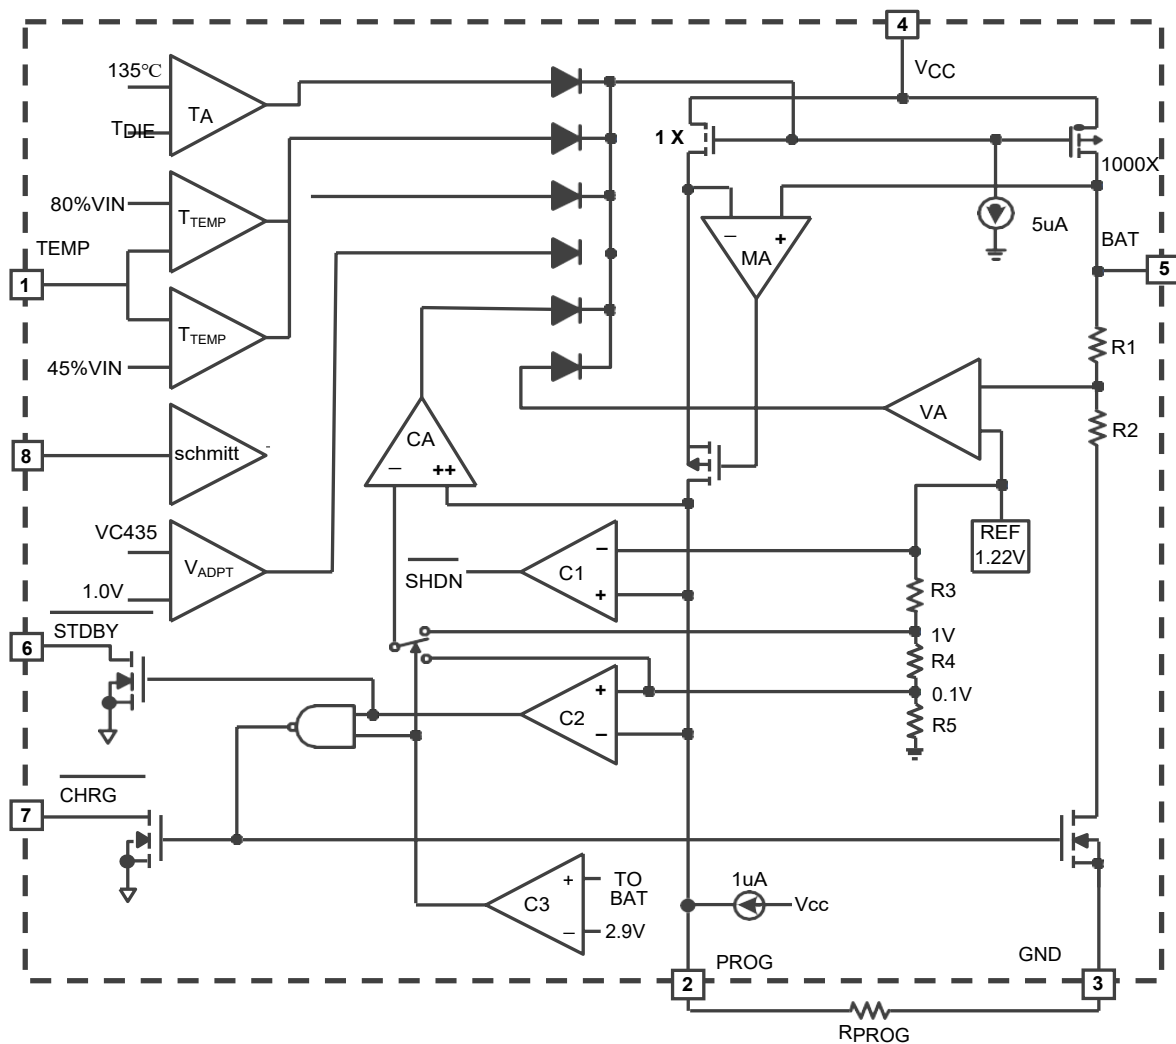 4
VCC
135℃
TA
TDIE
1 X
1000X
80%VIN
TTEMP
TEMP
1
– +
MA
5uA
BAT
5
TTEMP
45%VIN
R1
VA
R2
CA
– ++
8
schmitt
-
VC435
VADPT
1.0V
SHDN
–
C1
+
REF
1.22V
R3
STDBY
6
1V
R4
0.1V
R5
+
C2
–
CHRG
7
+
TO
BAT
C3
–
2.9V
1uA
Vcc
PROG
GND
2
3
RPROG